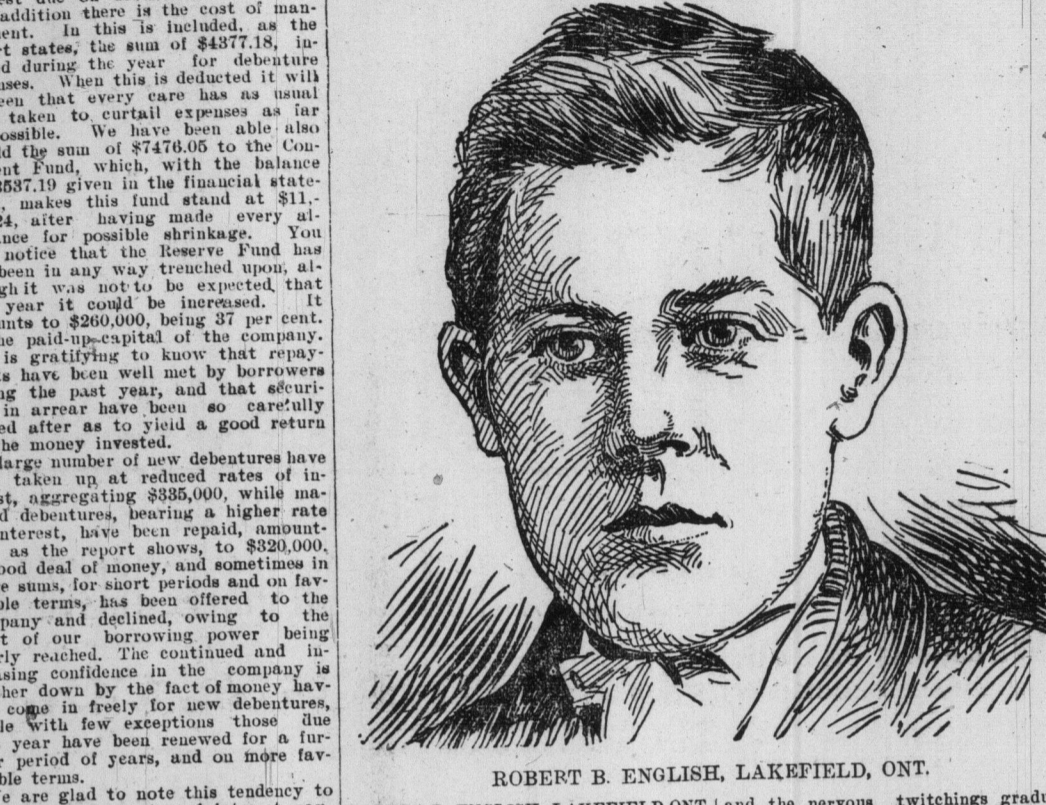 addition there is the cost of man-
ent. In this is included, as the
t states, the sum of $4377.18, in-
d during the year for debenture
nses. When this is deducted it will
een that every care has as usual
taken to curtail expenses as far
ossible. We have been able also
ld the sum of $7476.05 to the Con-
nt Fund, which, with the balance
3537.19 given in the financial state-
, makes this fund stand at $11,-
24, after having made every al-
ance for possible shrinkage. You
notice that the Reserve Fund has
been in any way trenched upon, al-
gh it was not to be expected that
year it could be increased. It
unts to $260,000, being 37 per cent.
he paid-up capital of the company.
is gratifying to know that repay-
ts have been well met by borrowers
ng the past year, and that securi-
in arrear have been so carefully
ed after as to yield a good return
he money invested.
large number of new debentures have
taken up at reduced rates of in-
st, aggregating $335,000, while ma-
d debentures, bearing a higher rate
nterest, have been repaid, amount-
as the report shows, to $320,000.
ood deal of money, and sometimes in
e sums, for short periods and on fav-
ble terms, has been offered to the
pany and declined, owing to the
t of our borrowing power being
rly reached. The continued and in-
asing confidence in the company is
her down by the fact of money hav-
come in freely for new debentures,
le with few exceptions those due
year have been renewed for a fur-
r period of years, and on more fav-
ble terms.
e are glad to note this tendency to
ROBERT B. ENGLISH, LAKEFIELD, ONT.
ENGLISH, LAKEFIELD, ONT
and the nervous twitchings gradu